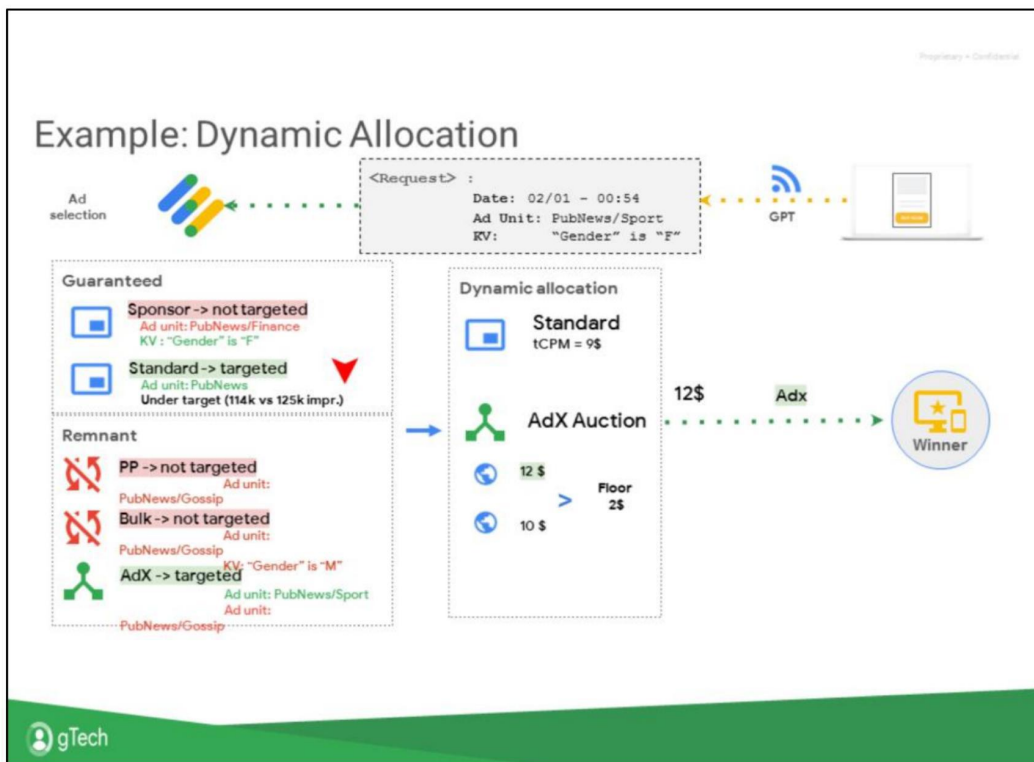 Proprietary + Confidential
Example: Dynamic Allocation
Ad
selection
<Request> :
Date: 02/01 - 00:54
Ad Unit: PubNews/Sport
KV: "Gender" is "F"
GPT
Guaranteed
Sponsor -> not targeted
Ad unit: PubNews/Finance
KV : "Gender" is "F"
Standard -> targeted
Ad unit: PubNews
Under target (114k vs 125k impr.)
Remnant
PP -> not targeted
Ad unit:
PubNews/Gossip
Bulk -> not targeted
Ad unit:
PubNews/Gossip
KV: "Gender" is "M"
AdX -> targeted
Ad unit: PubNews/Sport
Ad unit:
PubNews/Gossip
Dynamic allocation
Standard
tCPM = 9$
AdX Auction
12 $
>
Floor
2$
10 $
12$
Adx
Winner
gTech